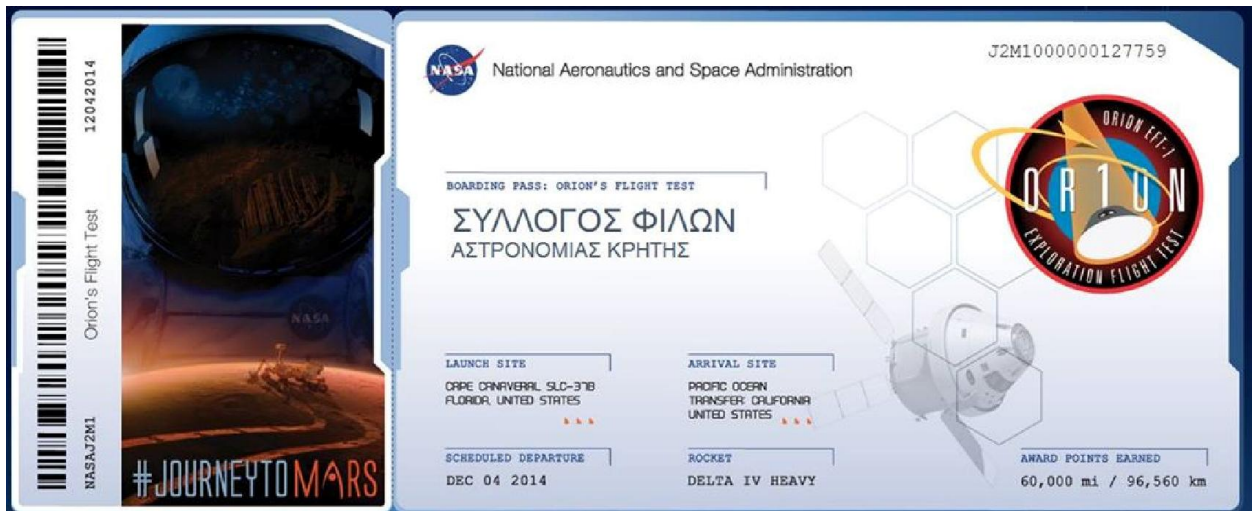 12042014
Orion's Flight Test
NASAJ2M1
NASA
#JOURNEYTOMARS
NASA
National Aeronautics and Space Administration
J2M1000000127759
ORION EFT-1
OR1ON
EXPLORATION FLIGHT TEST
BOARDING PASS: ORION'S FLIGHT TEST
ΣΥΛΛΟΓΟΣ ΦΙΛΩΝ
ΑΣΤΡΟΝΟΜΙΑΣ ΚΡΗΤΗΣ
LAUNCH SITE
CAPE CANAVERAL SLC-37B
FLORIDA, UNITED STATES
ARRIVAL SITE
PACIFIC OCEAN
TRANSFER: CALIFORNIA
UNITED STATES
SCHEDULED DEPARTURE
DEC 04 2014
ROCKET
DELTA IV HEAVY
AWARD POINTS EARNED
60,000 mi / 96,560 km